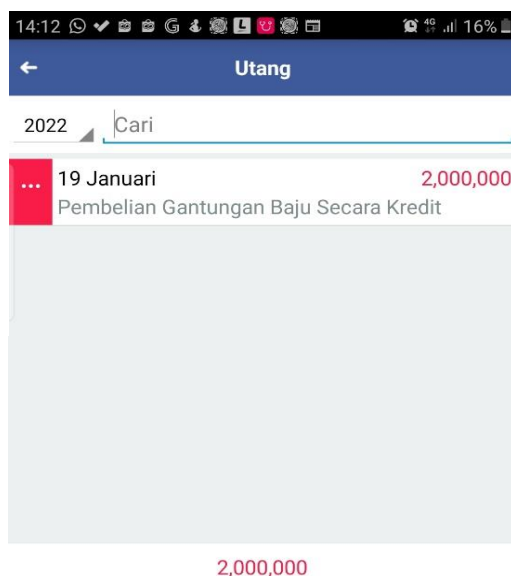 14:12 G L 4G 16%
Utang
2022 Cari
19 Januari 2,000,000
Pembelian Gantungan Baju Secara Kredit
2,000,000